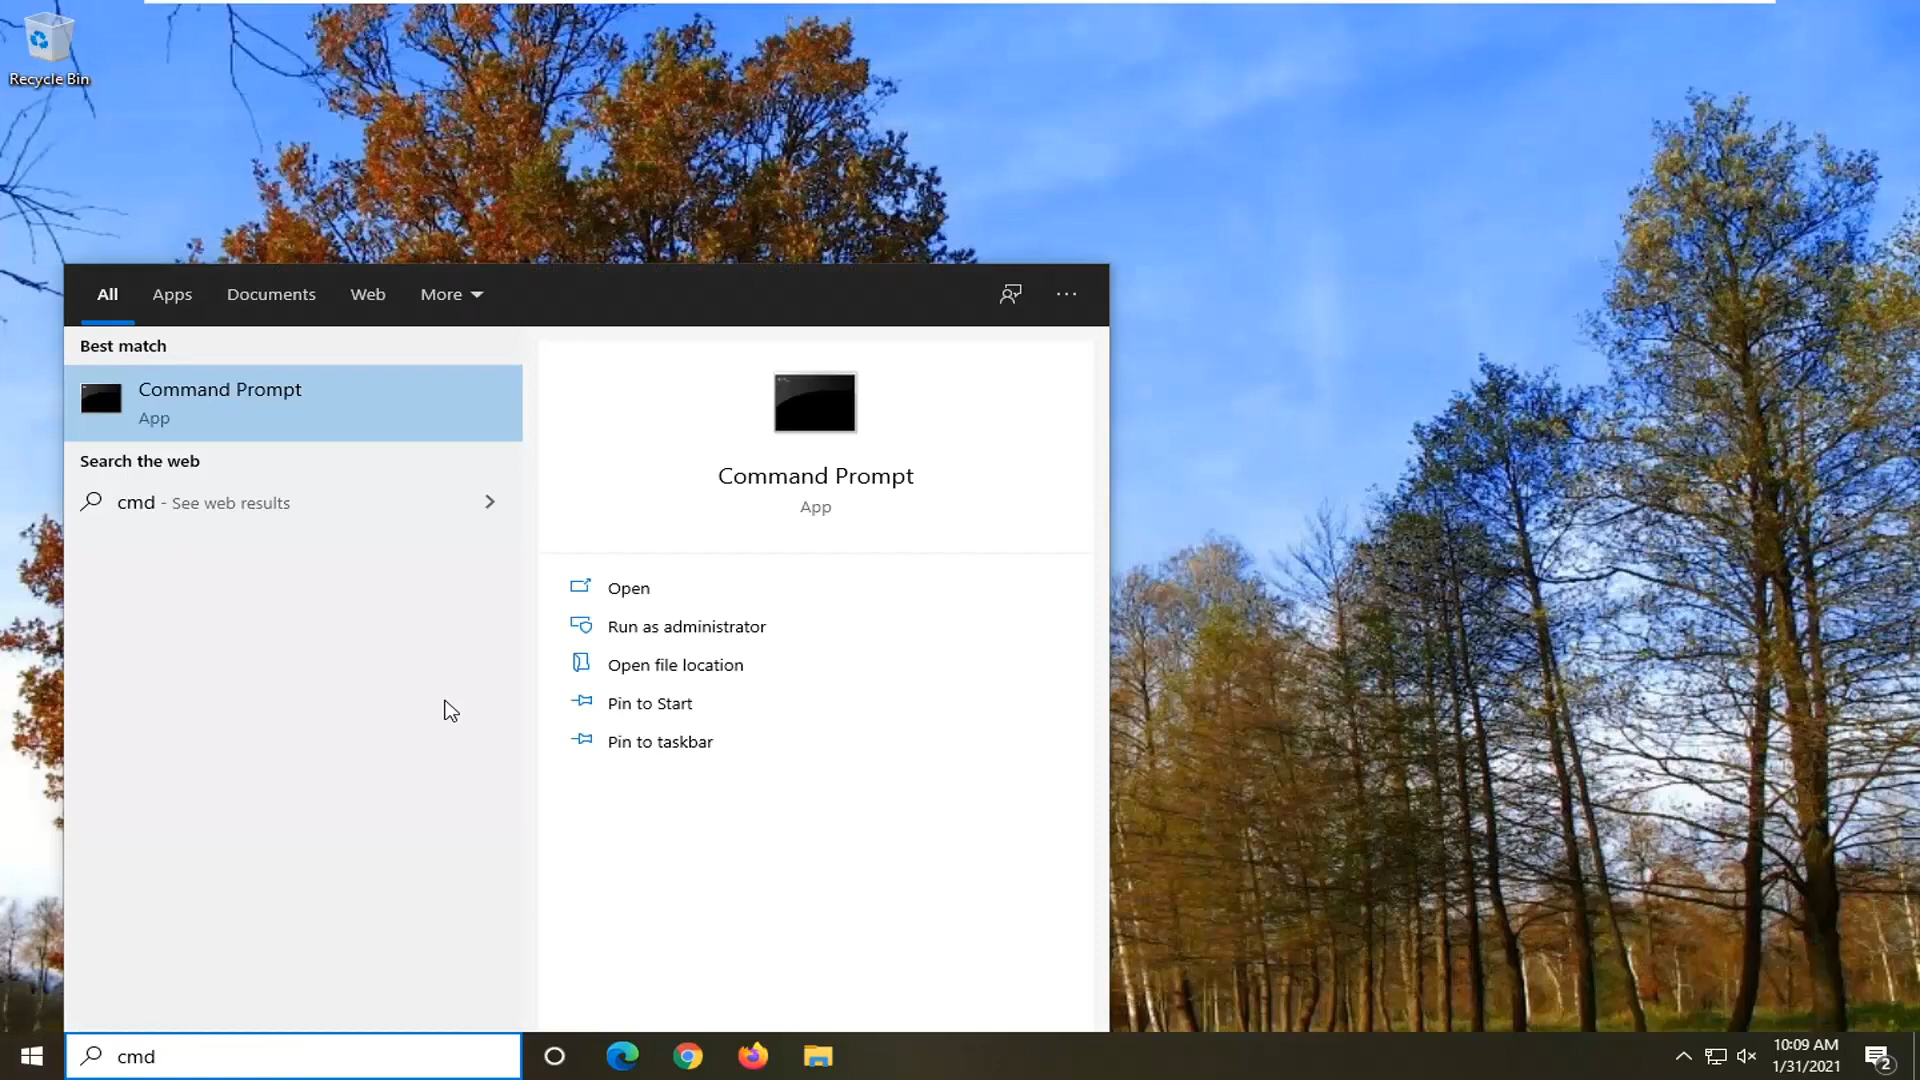 Recycle Bin
All Apps Documents Web More
Best match
Command Prompt
App
Search the web
cmd - See web results
Command Prompt
App
Open
Run as administrator
Open file location
Pin to Start
Pin to taskbar
cmd
10:09 AM
1/31/2021
2